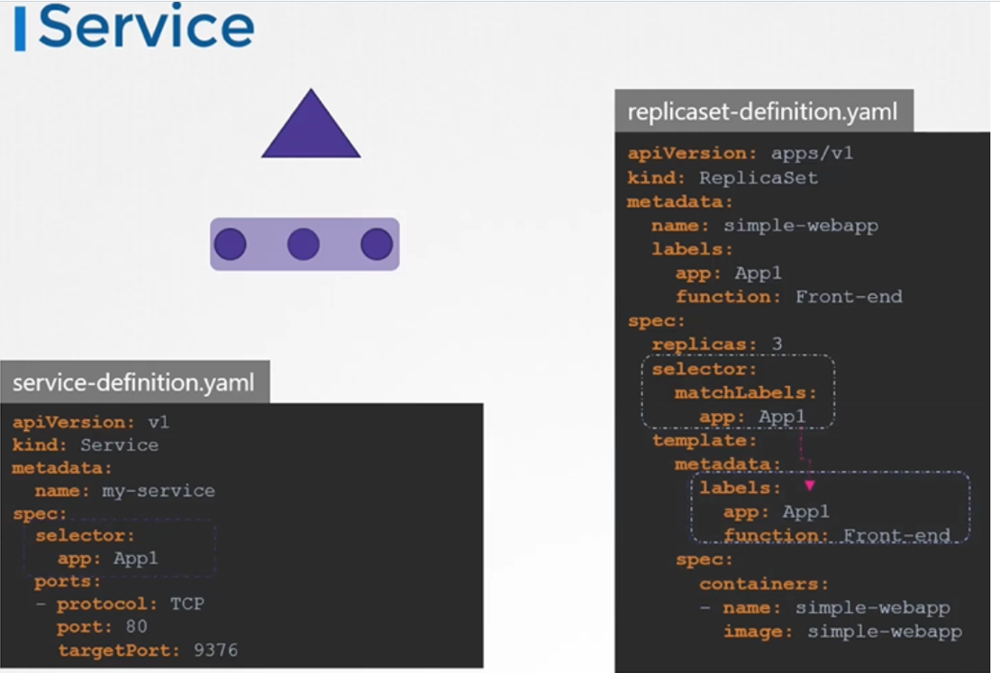 Service
replicaset-definition.yaml
apiVersion: apps/v1
kind: ReplicaSet
metadata:
  name: simple-webapp
  labels:
    app: App1
    function: Front-end
spec:
  replicas: 3
  selector:
    matchLabels:
      app: App1
  template:
    metadata:
      labels:
        app: App1
        function: Front-end
    spec:
      containers:
      - name: simple-webapp
        image: simple-webapp
service-definition.yaml
apiVersion: v1
kind: Service
metadata:
  name: my-service
spec:
  selector:
    app: App1
  ports:
  - protocol: TCP
    port: 80
    targetPort: 9376